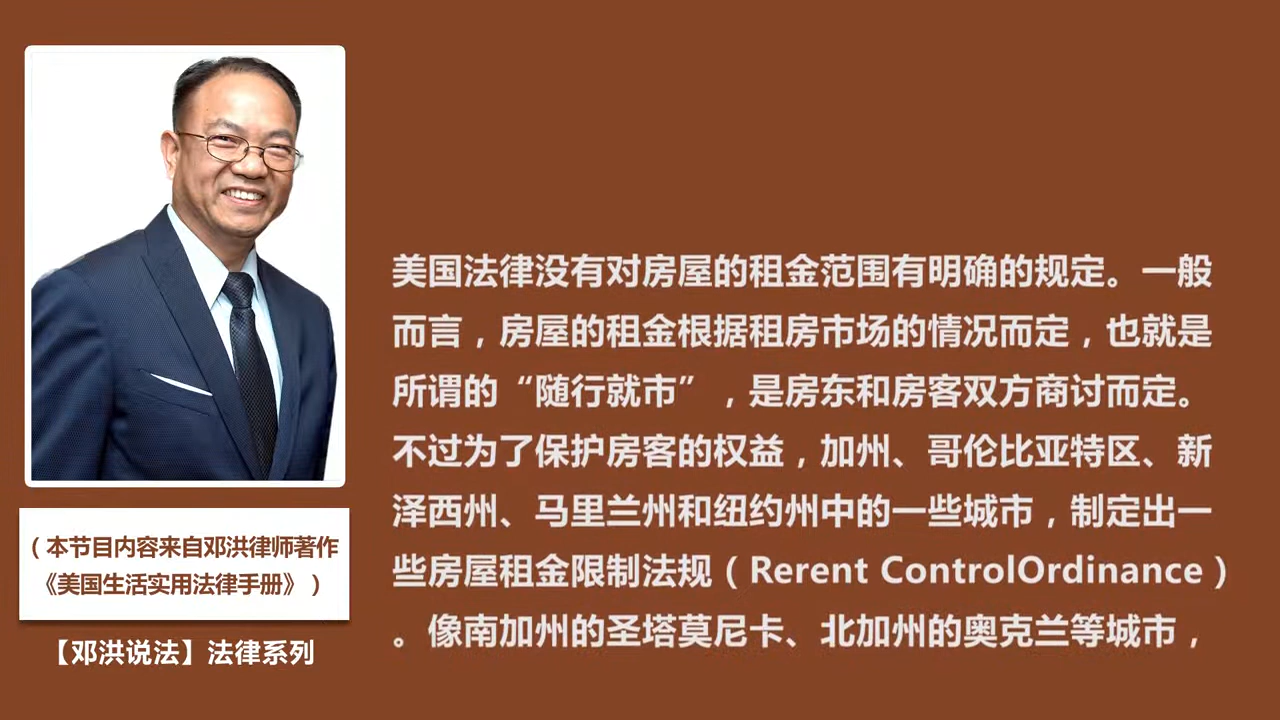 美国法律没有对房屋的租金范围有明确的规定。一般
而言，房屋的租金根据租房市场的情况而定，也就是
所谓的“随行就市”，是房东和房客双方商讨而定。
不过为了保护房客的权益，加州、哥伦比亚特区、新
泽西州、马里兰州和纽约州中的一些城市，制定出一
些房屋租金限制法规（Rerent ControlOrdinance）
。像南加州的圣塔莫尼卡、北加州的奥克兰等城市，
（本节目内容来自邓洪律师著作
《美国生活实用法律手册》）
【邓洪说法】法律系列